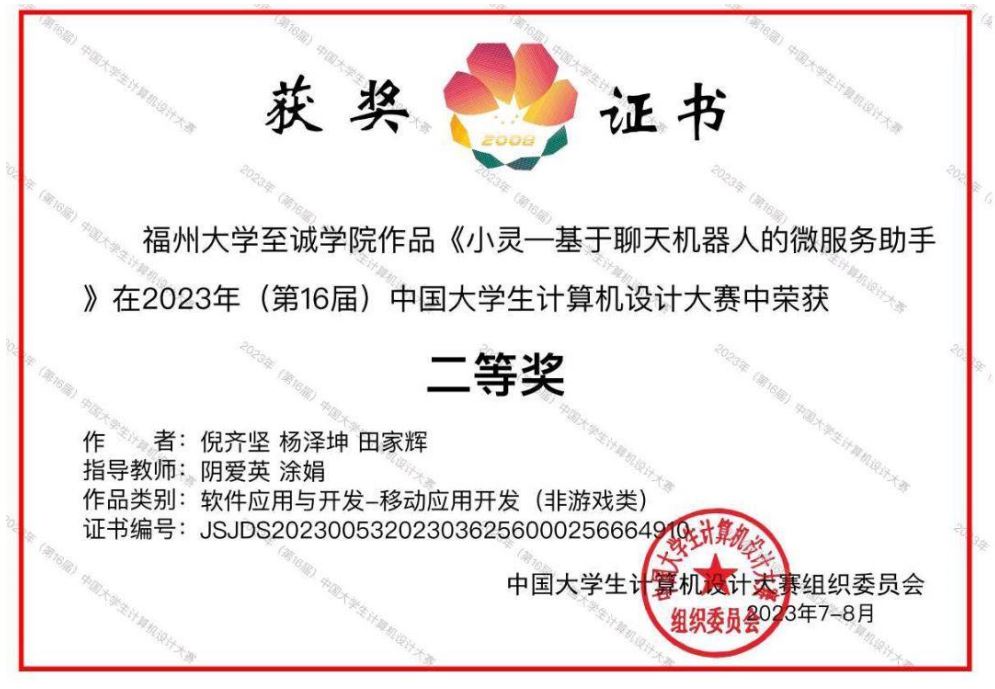 获奖 证书
2008
福州大学至诚学院作品《小灵—基于聊天机器人的微服务助手
》在2023年（第16届）中国大学生计算机设计大赛中荣获
二等奖
作　　者：倪齐坚 杨泽坤 田家辉
指导教师：阴爱英 涂娟
作品类别：软件应用与开发-移动应用开发（非游戏类）
证书编号：JSJDS202300532023036256000256664910
中国大学生计算机设计大赛组织委员会
2023年7-8月
中国大学生计算机设计大赛
组织委员会
2023年（第16届）中国大学生计算机设计大赛